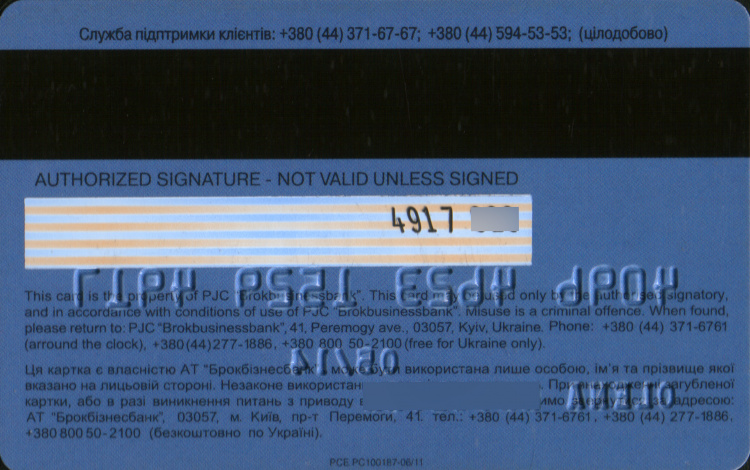 Служба підптримки клієнтів: +380 (44) 371-67-67; +380 (44) 594-53-53; (цілодобово)
AUTHORIZED SIGNATURE - NOT VALID UNLESS SIGNED
4917
This card is the property of PJC "Brokbusinessbank". This card may be used only by the authorised signatory,
and in accordance with conditions of use of PJC "Brokbusinessbank". Misuse is a criminal offence. When found,
please return to: PJC "Brokbusinessbank", 41, Peremogy ave., 03057, Kyiv, Ukraine. Phone: +380 (44) 371-6761
(arround the clock), +380(44)277-1886, +380 800 50-2100 (free for Ukraine only).
Ця картка є власністю АТ "Брокбізнесбанк", може бути використана лише особою, ім'я та прізвище якої
вказано на лицьовій стороні. Незаконе використан
картки, або в разі виникнення питань з приводу в адресою:
АТ "Брокбізнесбанк", 03057, м. Київ, пр-т Перемоги, 41. тел.: +380 (44) 371-6761, +380 (44) 277-1886,
+380 800 50-2100 (безкоштовно по Україні).
PCE PC100187-06/11